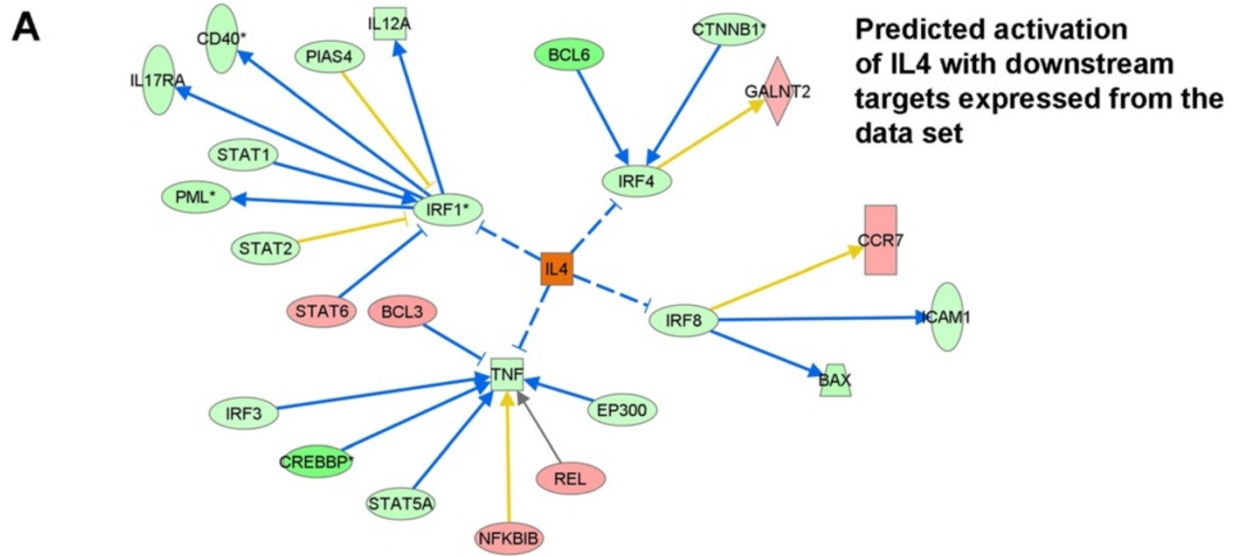 A
Predicted activation
of IL4 with downstream
targets expressed from the
data set
IL12A
CD40*
PIAS4
IL17RA
STAT1
PML*
IRF1*
STAT2
STAT6
BCL3
BCL6
CTNNB1*
GALNT2
IRF4
IL4
CCR7
IRF8
ICAM1
BAX
TNF
IRF3
EP300
CREBBP*
REL
STAT5A
NFKBIB